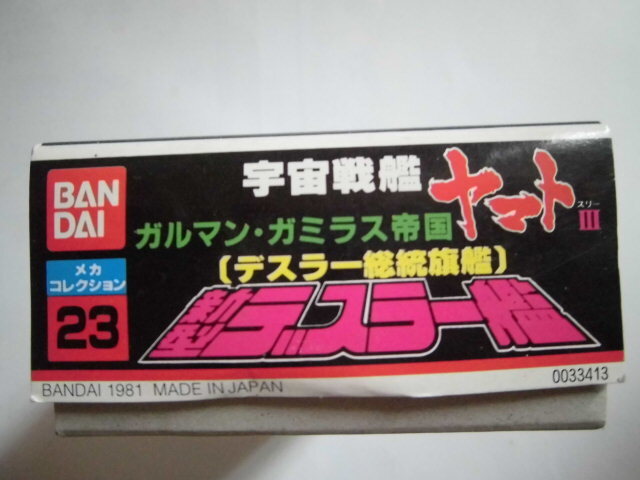 BAN
DAI
メカ
コレクション
23
宇宙戦艦
ヤマト
スリー
III
ガルマン・ガミラス帝国
〔デスラー総統旗艦〕
新型デスラー艦
BANDAI 1981 MADE IN JAPAN
0033413